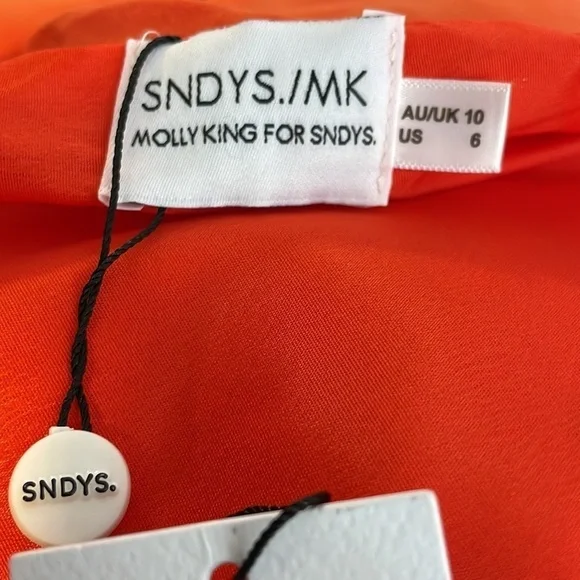 SNDYS./MK
MOLLY KING FOR SNDYS.
AU/UK 10
US 6
SNDYS.